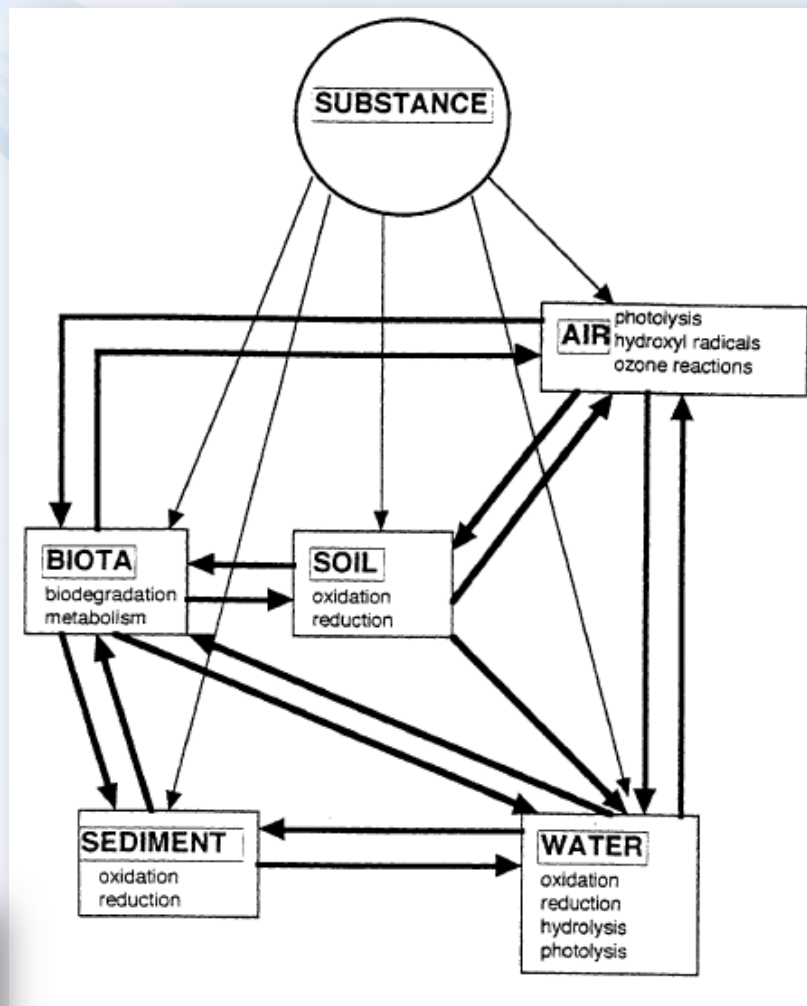 SUBSTANCE
AIR
photolysis
hydroxyl radicals
ozone reactions
BIOTA
biodegradation
metabolism
SOIL
oxidation
reduction
SEDIMENT
oxidation
reduction
WATER
oxidation
reduction
hydrolysis
photolysis